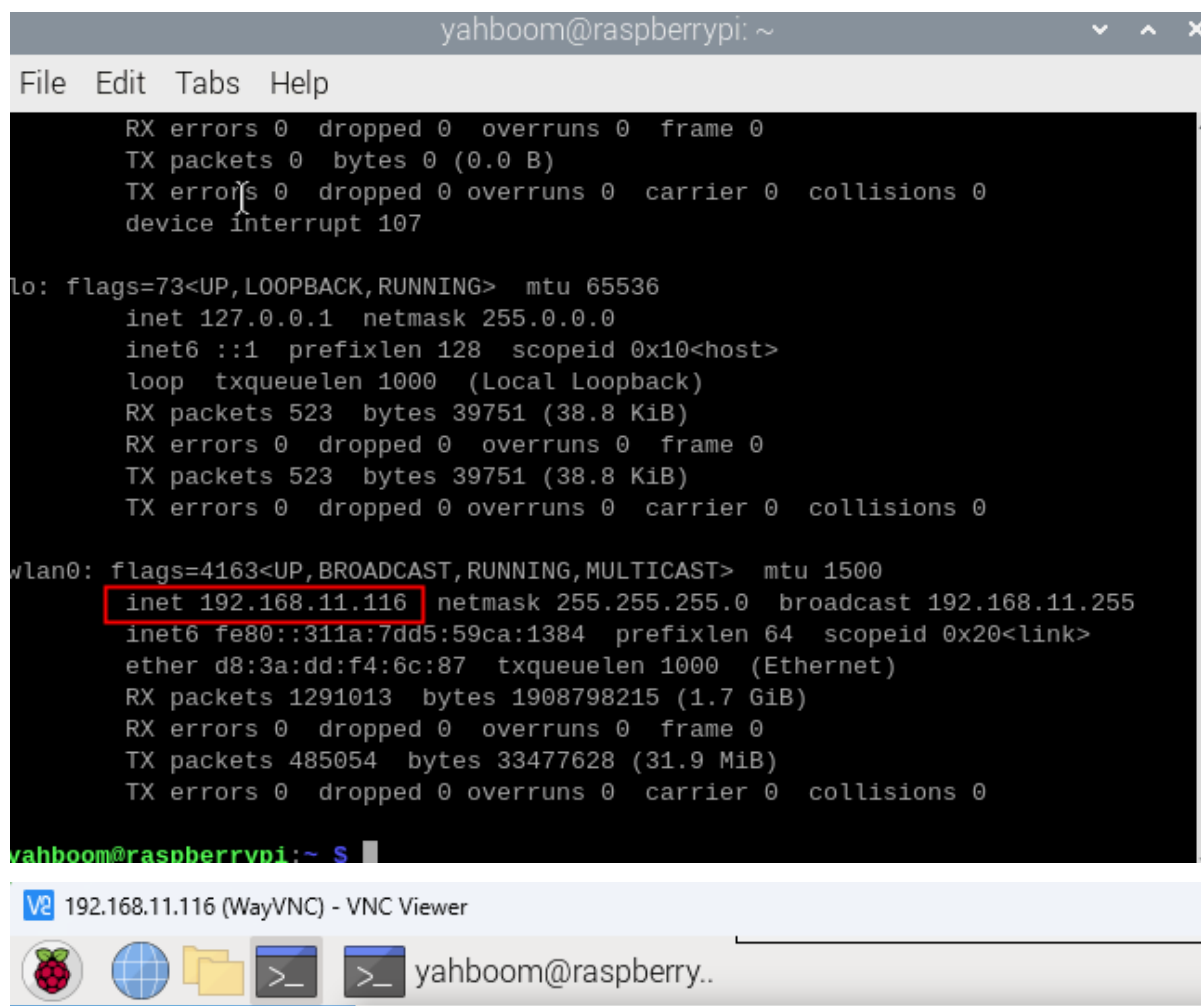 yahboom@raspberrypi: ~
File Edit Tabs Help
RX errors 0  dropped 0  overruns 0  frame 0
TX packets 0  bytes 0 (0.0 B)
TX errors 0  dropped 0 overruns 0  carrier 0  collisions 0
device interrupt 107
lo: flags=73<UP,LOOPBACK,RUNNING>  mtu 65536
inet 127.0.0.1  netmask 255.0.0.0
inet6 ::1  prefixlen 128  scopeid 0x10<host>
loop  txqueuelen 1000  (Local Loopback)
RX packets 523  bytes 39751 (38.8 KiB)
RX errors 0  dropped 0  overruns 0  frame 0
TX packets 523  bytes 39751 (38.8 KiB)
TX errors 0  dropped 0 overruns 0  carrier 0  collisions 0
wlan0: flags=4163<UP,BROADCAST,RUNNING,MULTICAST>  mtu 1500
inet 192.168.11.116  netmask 255.255.255.0  broadcast 192.168.11.255
inet6 fe80::311a:7dd5:59ca:1384  prefixlen 64  scopeid 0x20<link>
ether d8:3a:dd:f4:6c:87  txqueuelen 1000  (Ethernet)
RX packets 1291013  bytes 1908798215 (1.7 GiB)
RX errors 0  dropped 0  overruns 0  frame 0
TX packets 485054  bytes 33477628 (31.9 MiB)
TX errors 0  dropped 0 overruns 0  carrier 0  collisions 0
yahboom@raspberrypi:~ $
192.168.11.116 (WayVNC) - VNC Viewer
yahboom@raspberry..